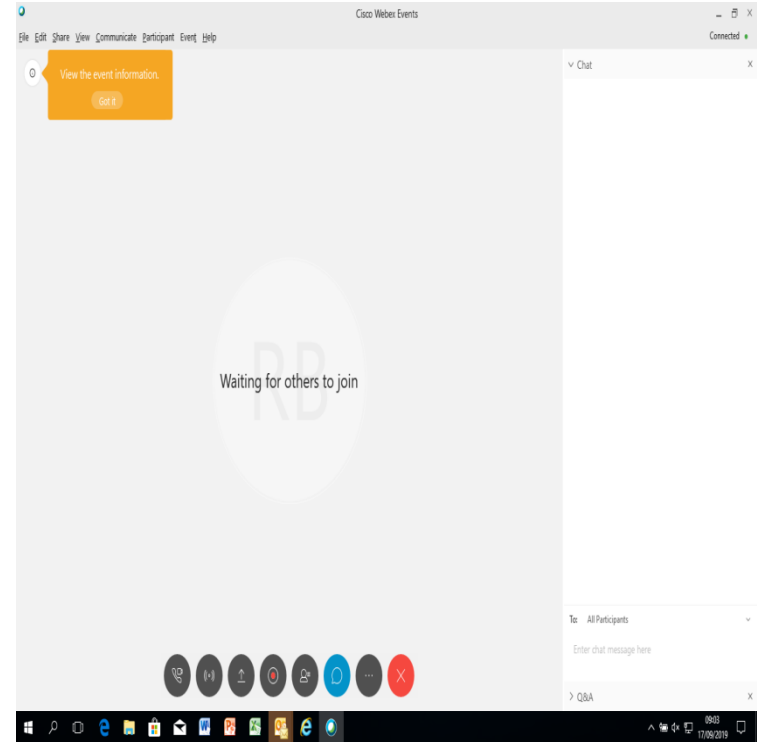 Cisco Webex Events
File Edit Share View Communicate Participant Event Help
Connected
View the event information.
Got it
Chat
RB
Waiting for others to join
To: All Participants
Enter chat message here
Q&A
09:03
17/09/2019